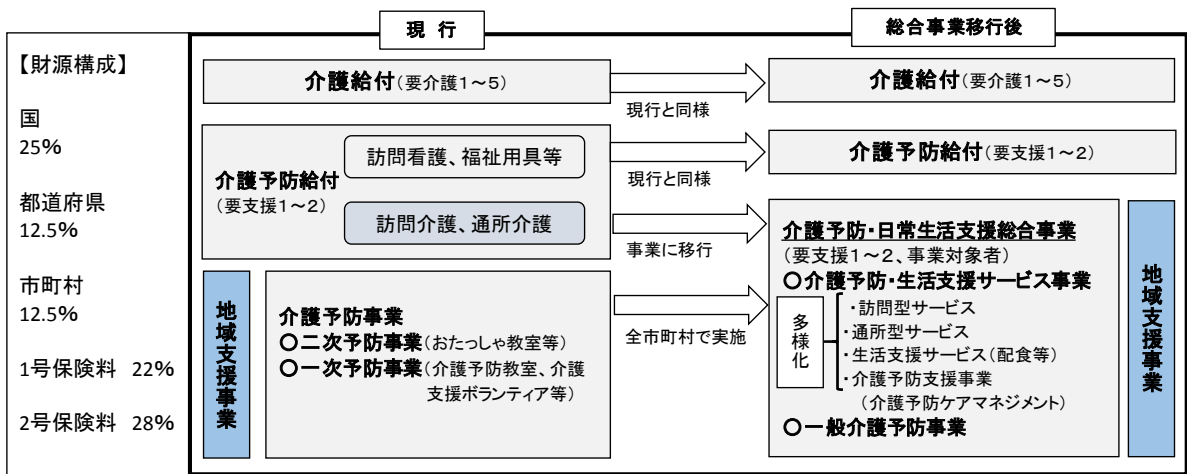 【財源構成】
国
25%
都道府県
12.5%
市町村
12.5%
1号保険料 22%
2号保険料 28%
現 行
介護給付(要介護1～5)
介護予防給付
(要支援1～2)
訪問看護、福祉用具等
訪問介護、通所介護
地域支援事業
介護予防事業
〇二次予防事業(おたっしゃ教室等)
〇一次予防事業(介護予防教室、介護
支援ボランティア等)
現行と同様
現行と同様
事業に移行
全市町村で実施
総合事業移行後
介護給付(要介護1～5)
介護予防給付(要支援1～2)
介護予防・日常生活支援総合事業
(要支援1～2、事業対象者)
〇介護予防・生活支援サービス事業
多様化
・訪問型サービス
・通所型サービス
・生活支援サービス(配食等)
・介護予防支援事業
(介護予防ケアマネジメント)
〇一般介護予防事業
地域支援事業